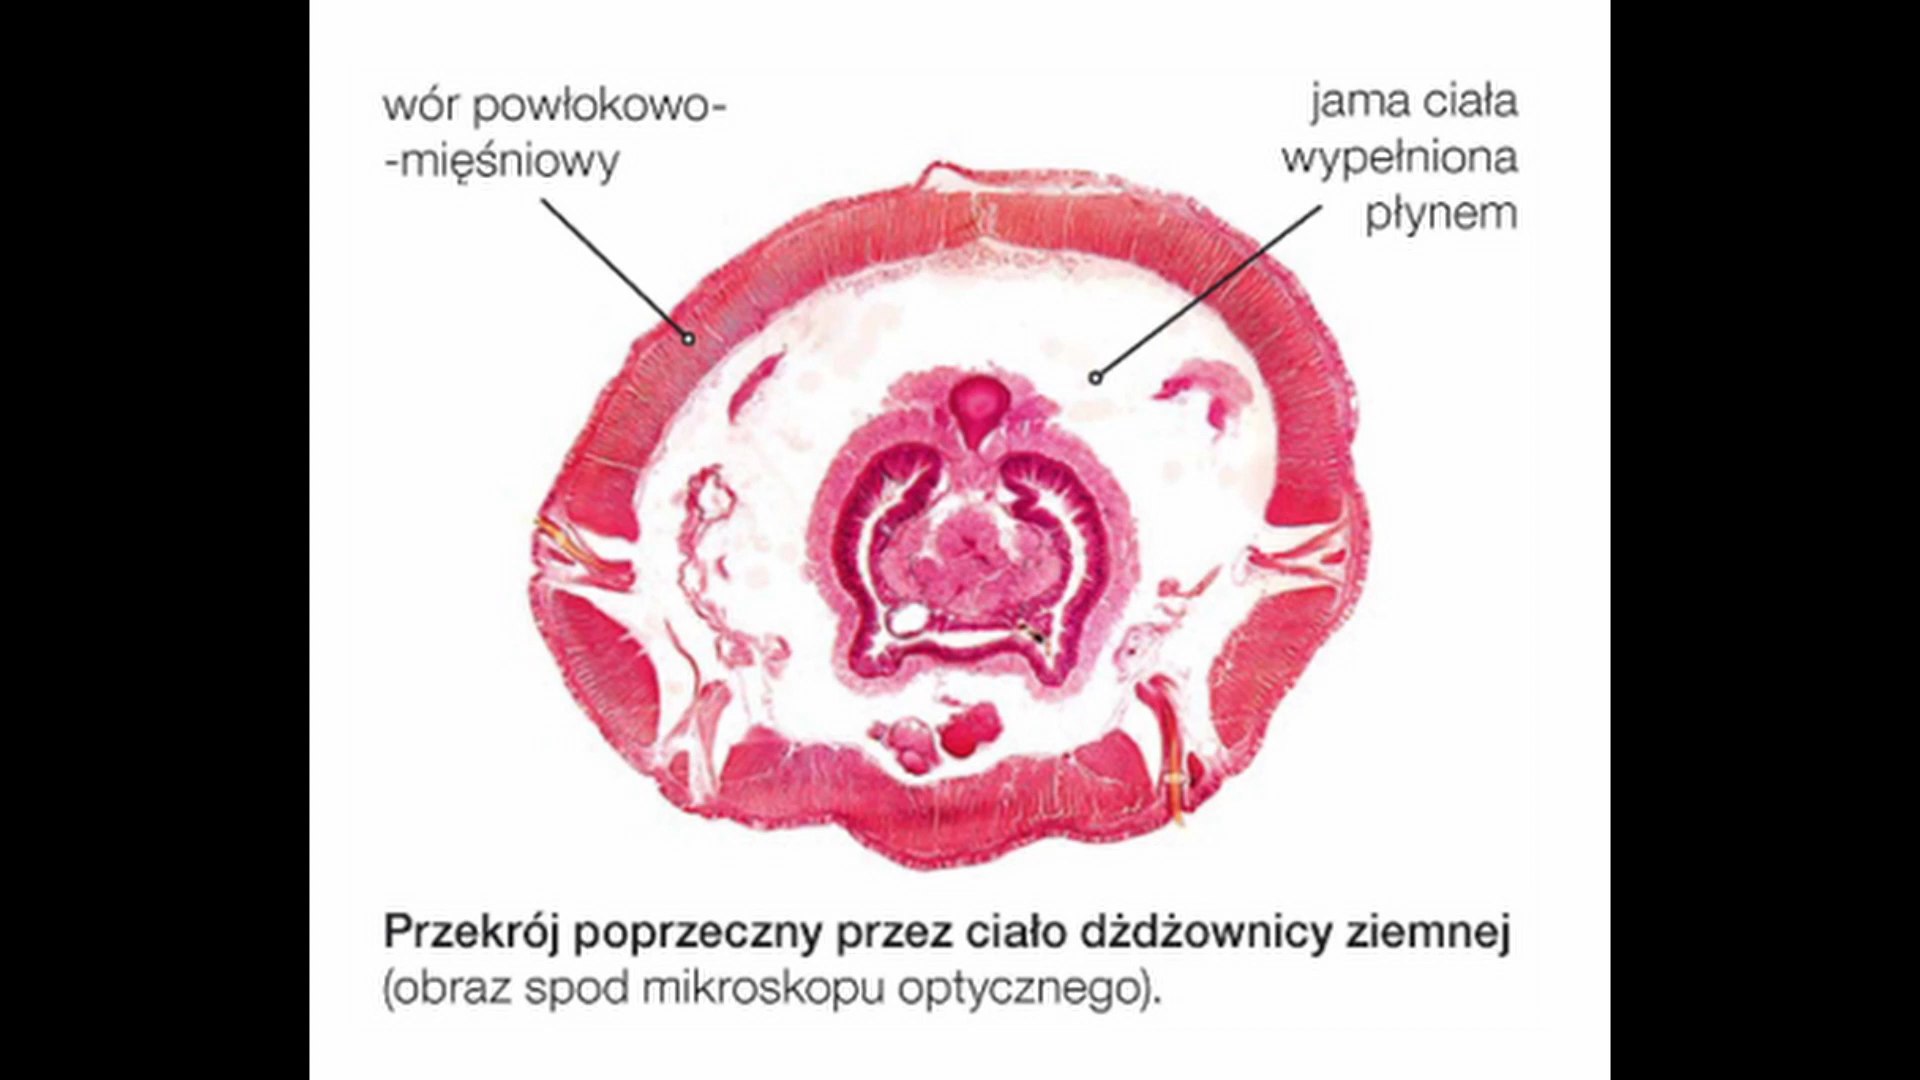 wór powłokowo-
-mięśniowy
jama ciała
wypełniona
płynem
Przekrój poprzeczny przez ciało dżdżownicy ziemnej
(obraz spod mikroskopu optycznego).